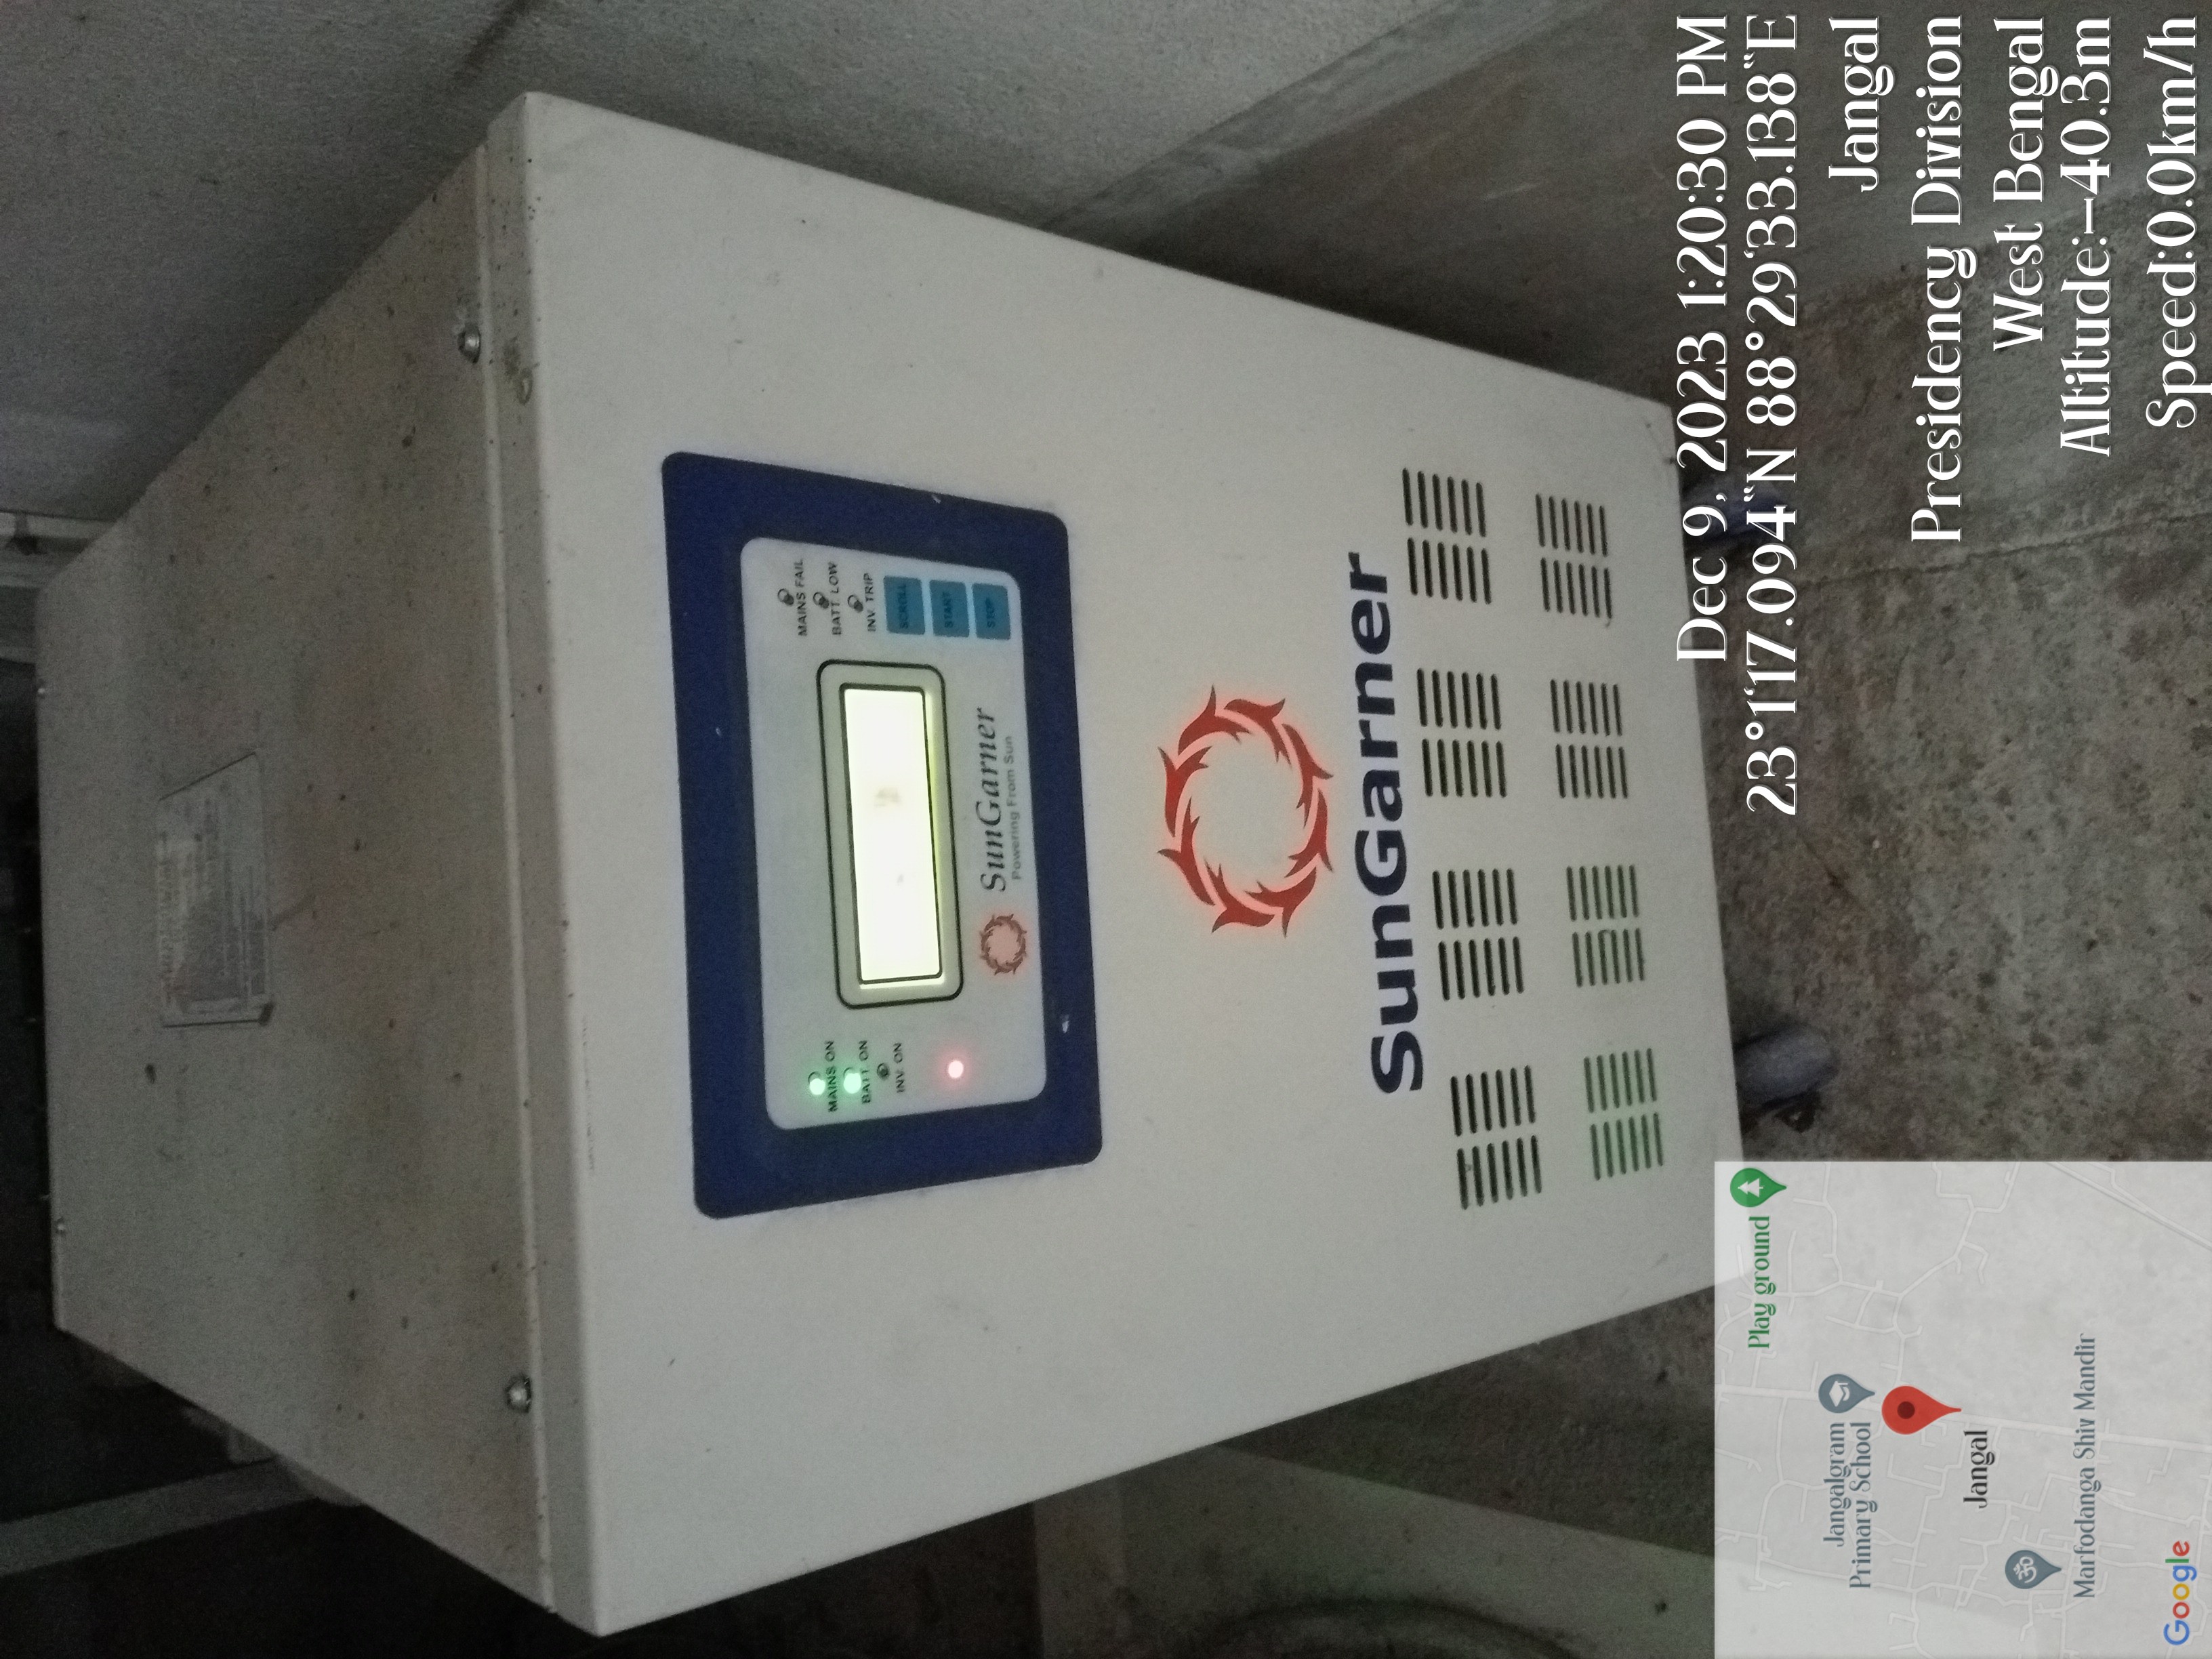 MAINS ON
BATT. ON
INV. ON
MAINS FAIL
BATT. LOW
INV. TRIP
SCROLL
START
STOP
SunGarner
Powering From Sun
SunGarner
Dec 9, 2023 1:20:30 PM
23°1'17.094"N 88°29'33.138"E
Jangal
Presidency Division
West Bengal
Altitude:-40.3m
Speed:0.0km/h
Play ground
Jangalgram
Primary School
Jangal
Marfodanga Shiv Mandir
Google